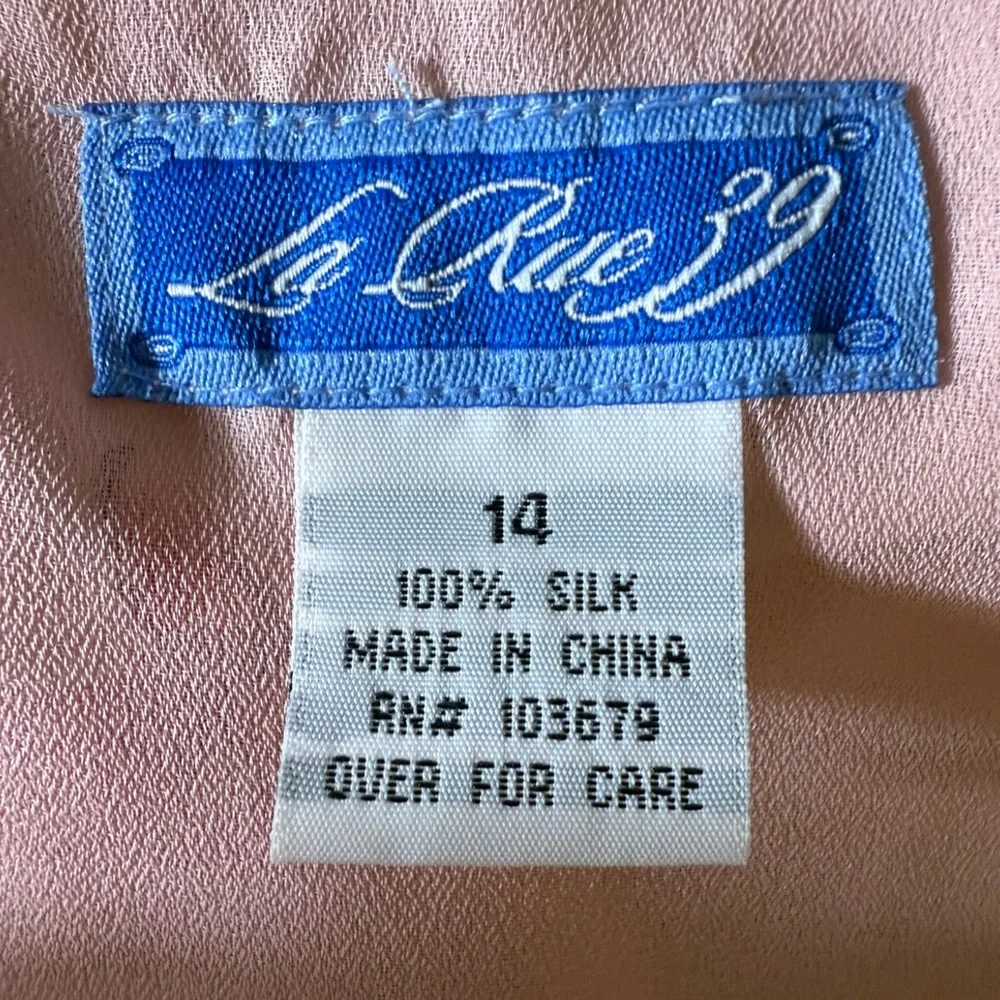 La Rue 39
14
100% SILK
MADE IN CHINA
RN# 103679
OVER FOR CARE